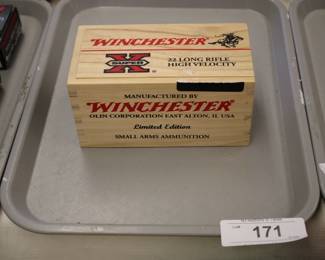 WINCHESTER
SUPER
X
22 LONG RIFLE
HIGH VELOCITY
MANUFACTURED BY
WINCHESTER
OLIN CORPORATION EAST ALTON, IL USA
Limited Edition
SMALL ARMS AMMUNITION
171